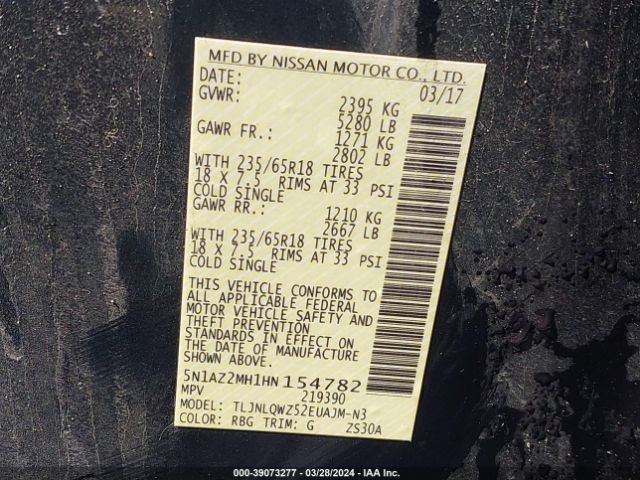 MFD BY NISSAN MOTOR CO., LTD.
DATE: 03/17
GVWR: 2395 KG
5280 LB
GAWR FR.: 1271 KG
2802 LB
WITH 235/65R18 TIRES
18 X 7.5 RIMS AT 33 PSI
COLD SINGLE
GAWR RR.: 1210 KG
2667 LB
WITH 235/65R18 TIRES
18 X 7.5 RIMS AT 33 PSI
COLD SINGLE
THIS VEHICLE CONFORMS TO
ALL APPLICABLE FEDERAL
MOTOR VEHICLE SAFETY AND
THEFT PREVENTION
STANDARDS IN EFFECT ON
THE DATE OF MANUFACTURE
SHOWN ABOVE.
5N1AZ2MH1HN154782
MPV 219390
MODEL: TLJNLQWZ52EUAJM-N3
COLOR: RBG TRIM: G ZS30A
000-39073277 - 03/28/2024 - IAA Inc.